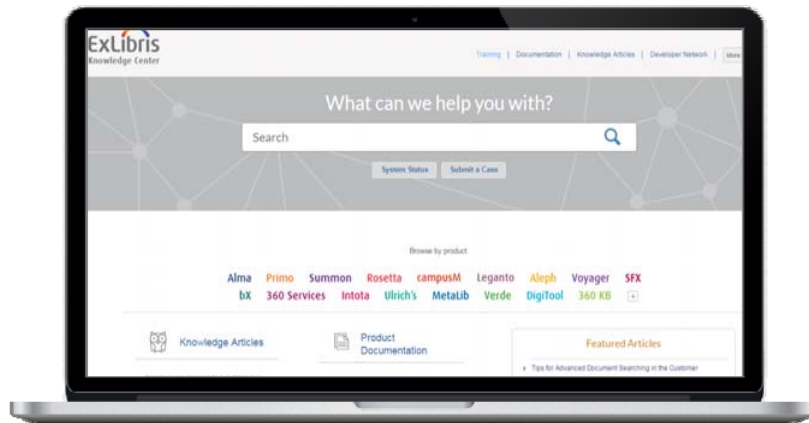 ExLibris
Knowledge Center
Training | Documentation | Knowledge Articles | Developer Network | More
What can we help you with?
Search
System Status Submit a Case
Browse by product
Alma Primo Summon Rosetta campusM Leganto Aleph Voyager SFX
bX 360 Services Intota Ulrich's MetaLib Verde DigiTool 360 KB +
Knowledge Articles
Product
Documentation
Featured Articles
Tips for Advanced Document Searching in the Customer